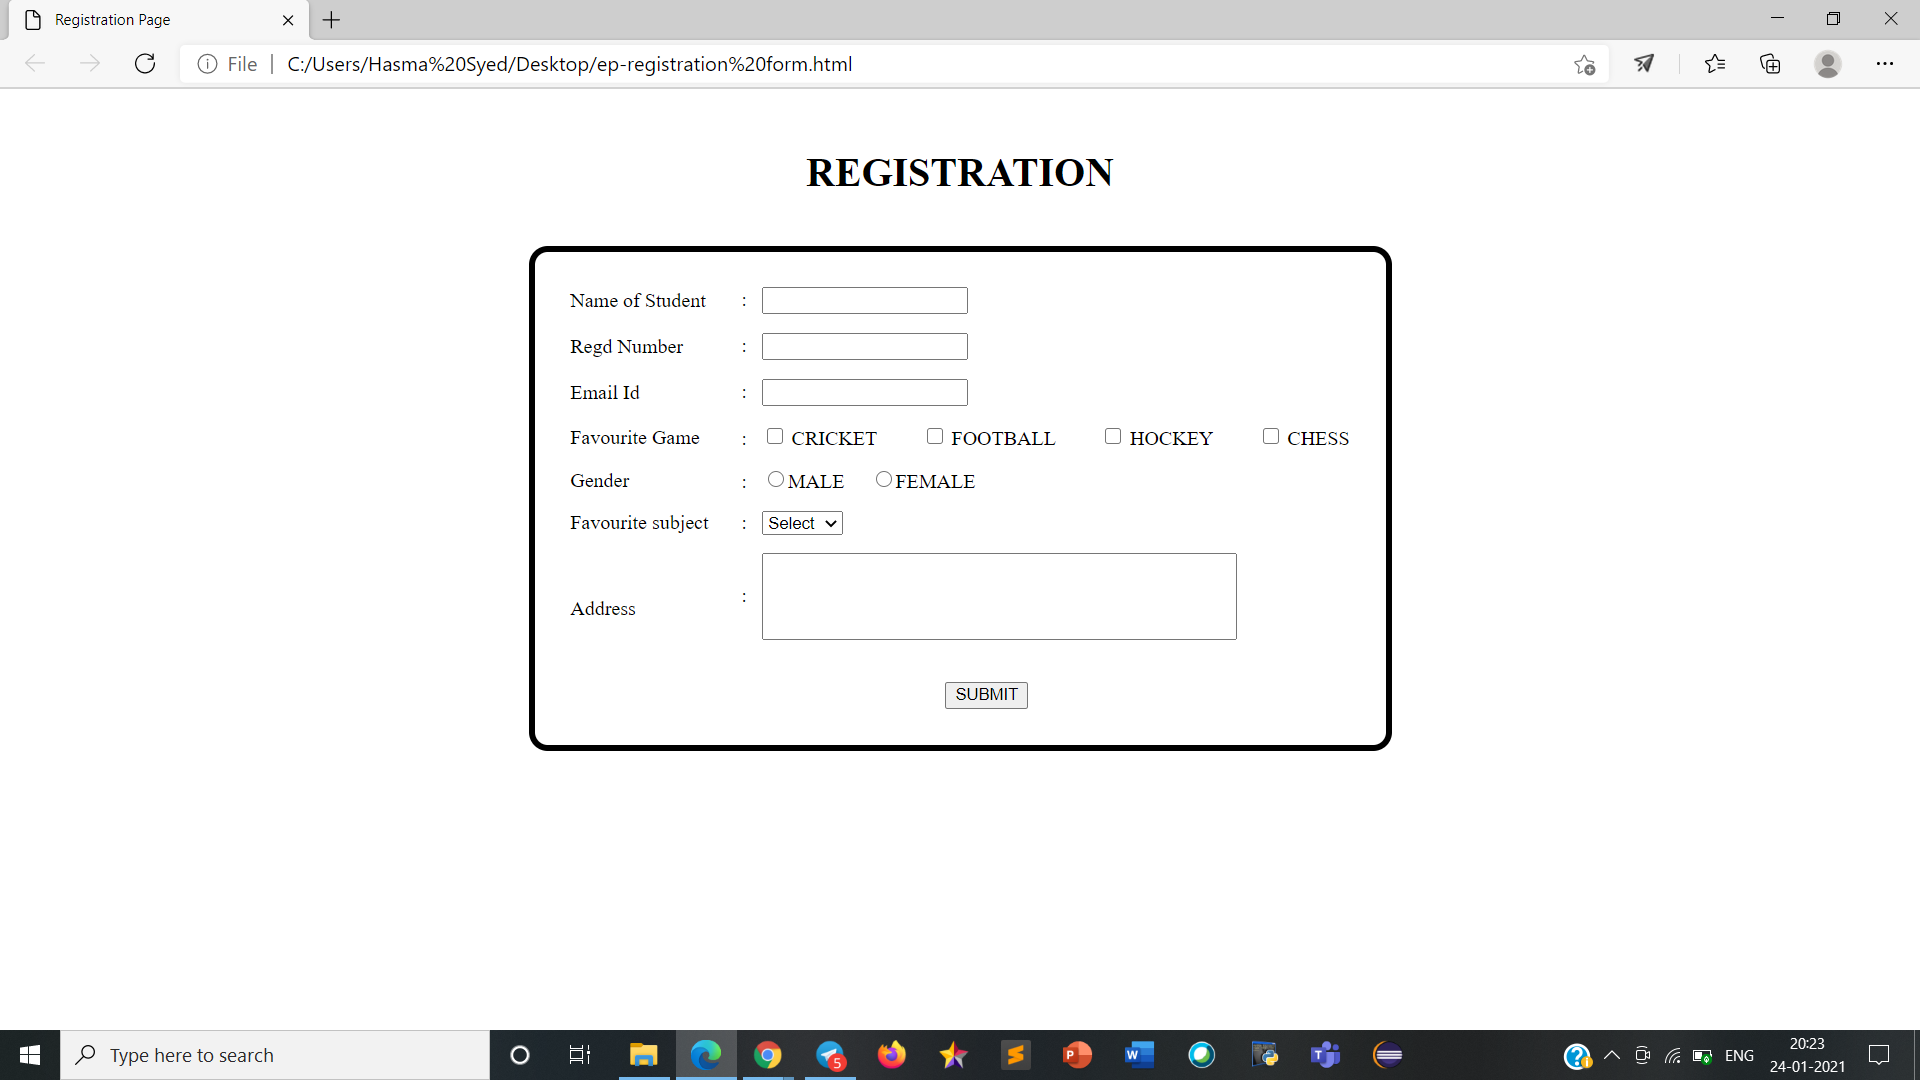 Registration Page
File | C:/Users/Hasma%20Syed/Desktop/ep-registration%20form.html
REGISTRATION
Name of Student :
Regd Number :
Email Id :
Favourite Game : CRICKET FOOTBALL HOCKEY CHESS
Gender : MALE FEMALE
Favourite subject : Select
Address :
SUBMIT
Type here to search
5
ENG
20:23
24-01-2021